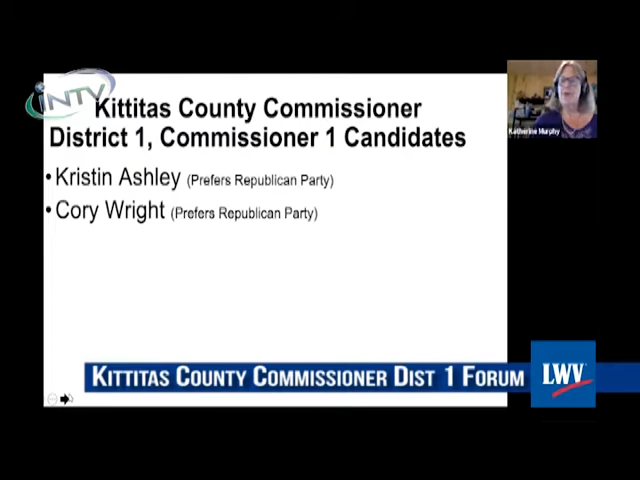 iNTV
Kittitas County Commissioner
District 1, Commissioner 1 Candidates
• Kristin Ashley (Prefers Republican Party)
• Cory Wright (Prefers Republican Party)
Katherine Murphy
KITTITAS COUNTY COMMISSIONER DIST 1 FORUM
LWV